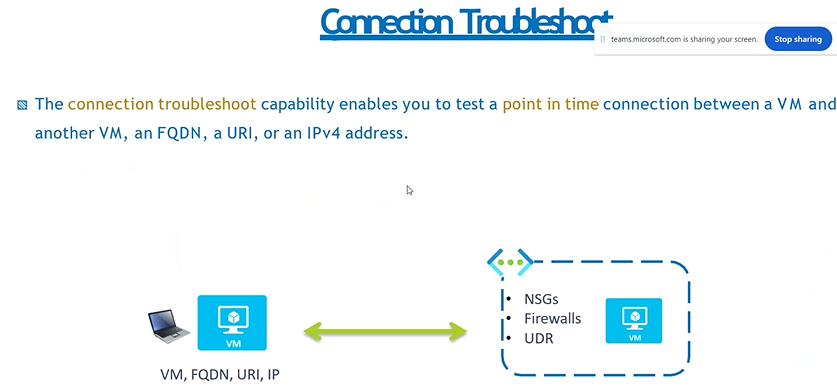 Connection Troubleshoot
teams.microsoft.com is sharing your screen.
Stop sharing
The connection troubleshoot capability enables you to test a point in time connection between a VM and
another VM, an FQDN, a URI, or an IPv4 address.
VM
VM, FQDN, URI, IP
• NSGs
• Firewalls
• UDR
VM